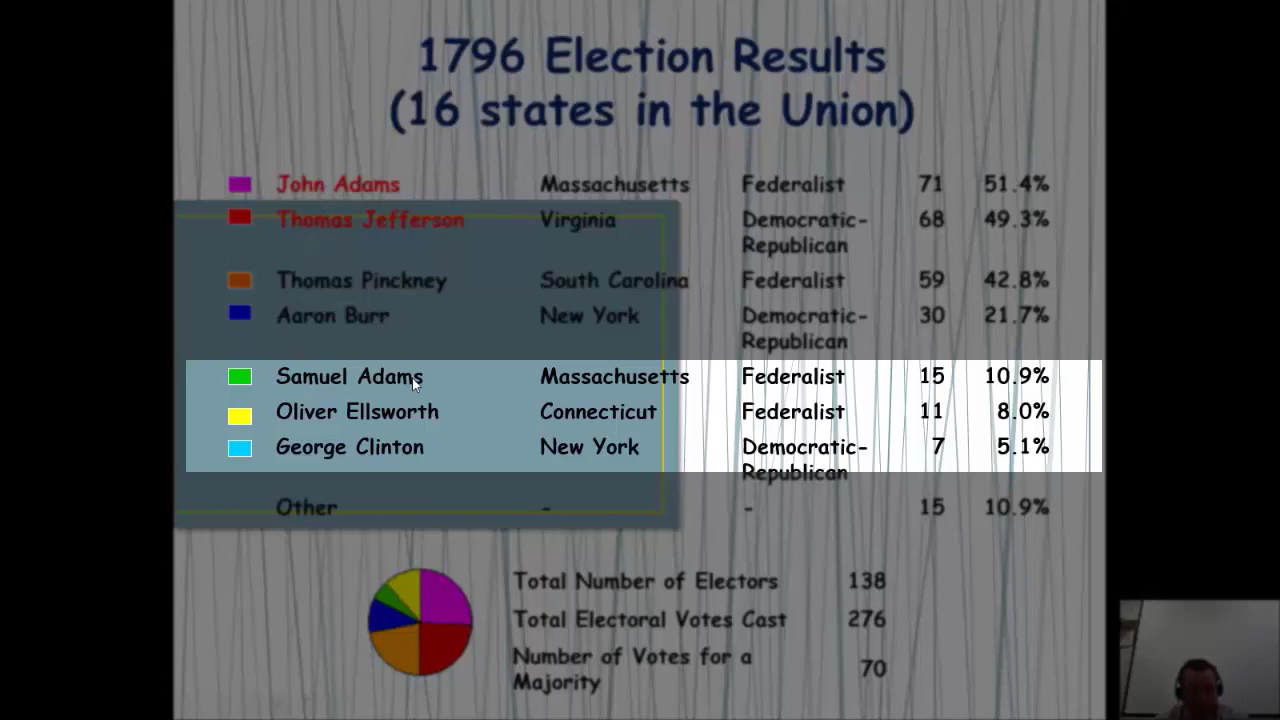 1796 Election Results
(16 states in the Union)
John Adams Massachusetts Federalist 71 51.4%
Thomas Jefferson Virginia Democratic- 68 49.3%
Republican
Thomas Pinckney South Carolina Federalist 59 42.8%
Aaron Burr New York Democratic- 30 21.7%
Republican
Samuel Adams Massachusetts Federalist 15 10.9%
Oliver Ellsworth Connecticut Federalist 11 8.0%
George Clinton New York Democratic- 7 5.1%
Republican
Other - - 15 10.9%
Total Number of Electors 138
Total Electoral Votes Cast 276
Number of Votes for a
Majority 70